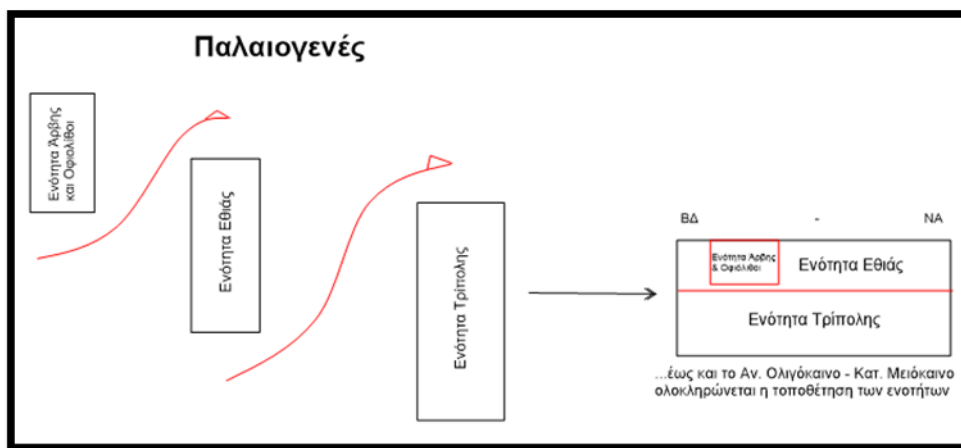 Παλαιογενές
Ενότητα Άρβης
και Οφιολίθοι
Ενότητα Εθιάς
Ενότητα Τρίπολης
ΒΔ - ΝΑ
Ενότητα Άρβης
& Οφιόλιθοι
Ενότητα Εθιάς
Ενότητα Τρίπολης
...έως και το Αν. Ολιγόκαινο - Κατ. Μειόκαινο
ολοκληρώνεται η τοποθέτηση των ενοτήτων